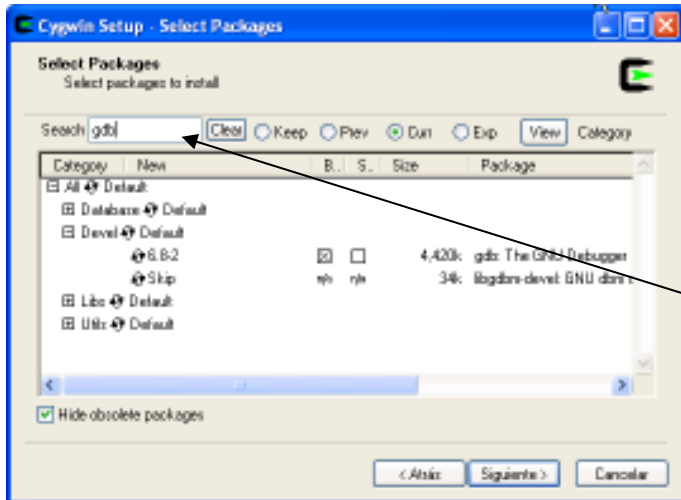 Cygwin Setup - Select Packages
Select Packages
Select packages to install
Search gdb Clear Keep Prev Curr Exp View Category
Category New B.. S.. Size Package
All Default
Database Default
Devel Default
6.8-2 4,420k gdb: The GNU Debugger
Skip n/a n/a 34k libgdbm-devel: GNU dbm
Libs Default
Utils Default
Hide obsolete packages
< Atrás Siguiente > Cancelar